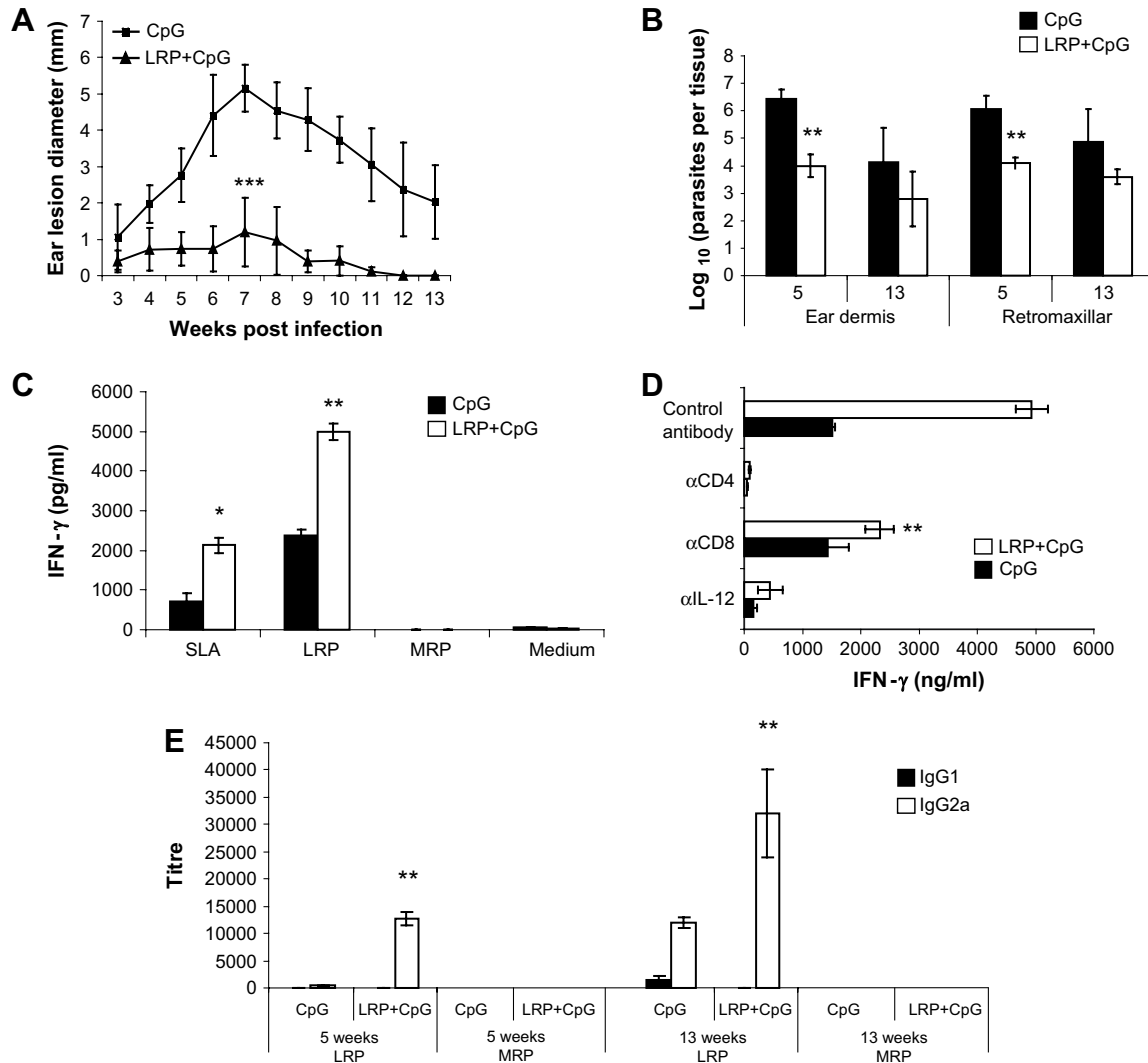 A
Ear lesion diameter (mm)
7
6
5
4
3
2
1
0
CpG
LRP+CpG
***
3 4 5 6 7 8 9 10 11 12 13
Weeks post infection
B
Log 10 (parasites per tissue)
CpG
LRP+CpG
8
7
6
5
4
3
2
1
0
** **
5 13 5 13
Ear dermis Retromaxillar
C
IFN-γ (pg/ml)
6000
5000
4000
3000
2000
1000
0
CpG
LRP+CpG
* **
SLA LRP MRP Medium
D
Control
antibody
αCD4
αCD8
αIL-12
**
LRP+CpG
CpG
0 1000 2000 3000 4000 5000 6000
IFN-γ (ng/ml)
E
Titre
45000
40000
35000
30000
25000
20000
15000
10000
5000
0
IgG1
IgG2a
** **
CpG LRP+CpG CpG LRP+CpG CpG LRP+CpG CpG LRP+CpG
5 weeks 5 weeks 13 weeks 13 weeks
LRP MRP LRP MRP